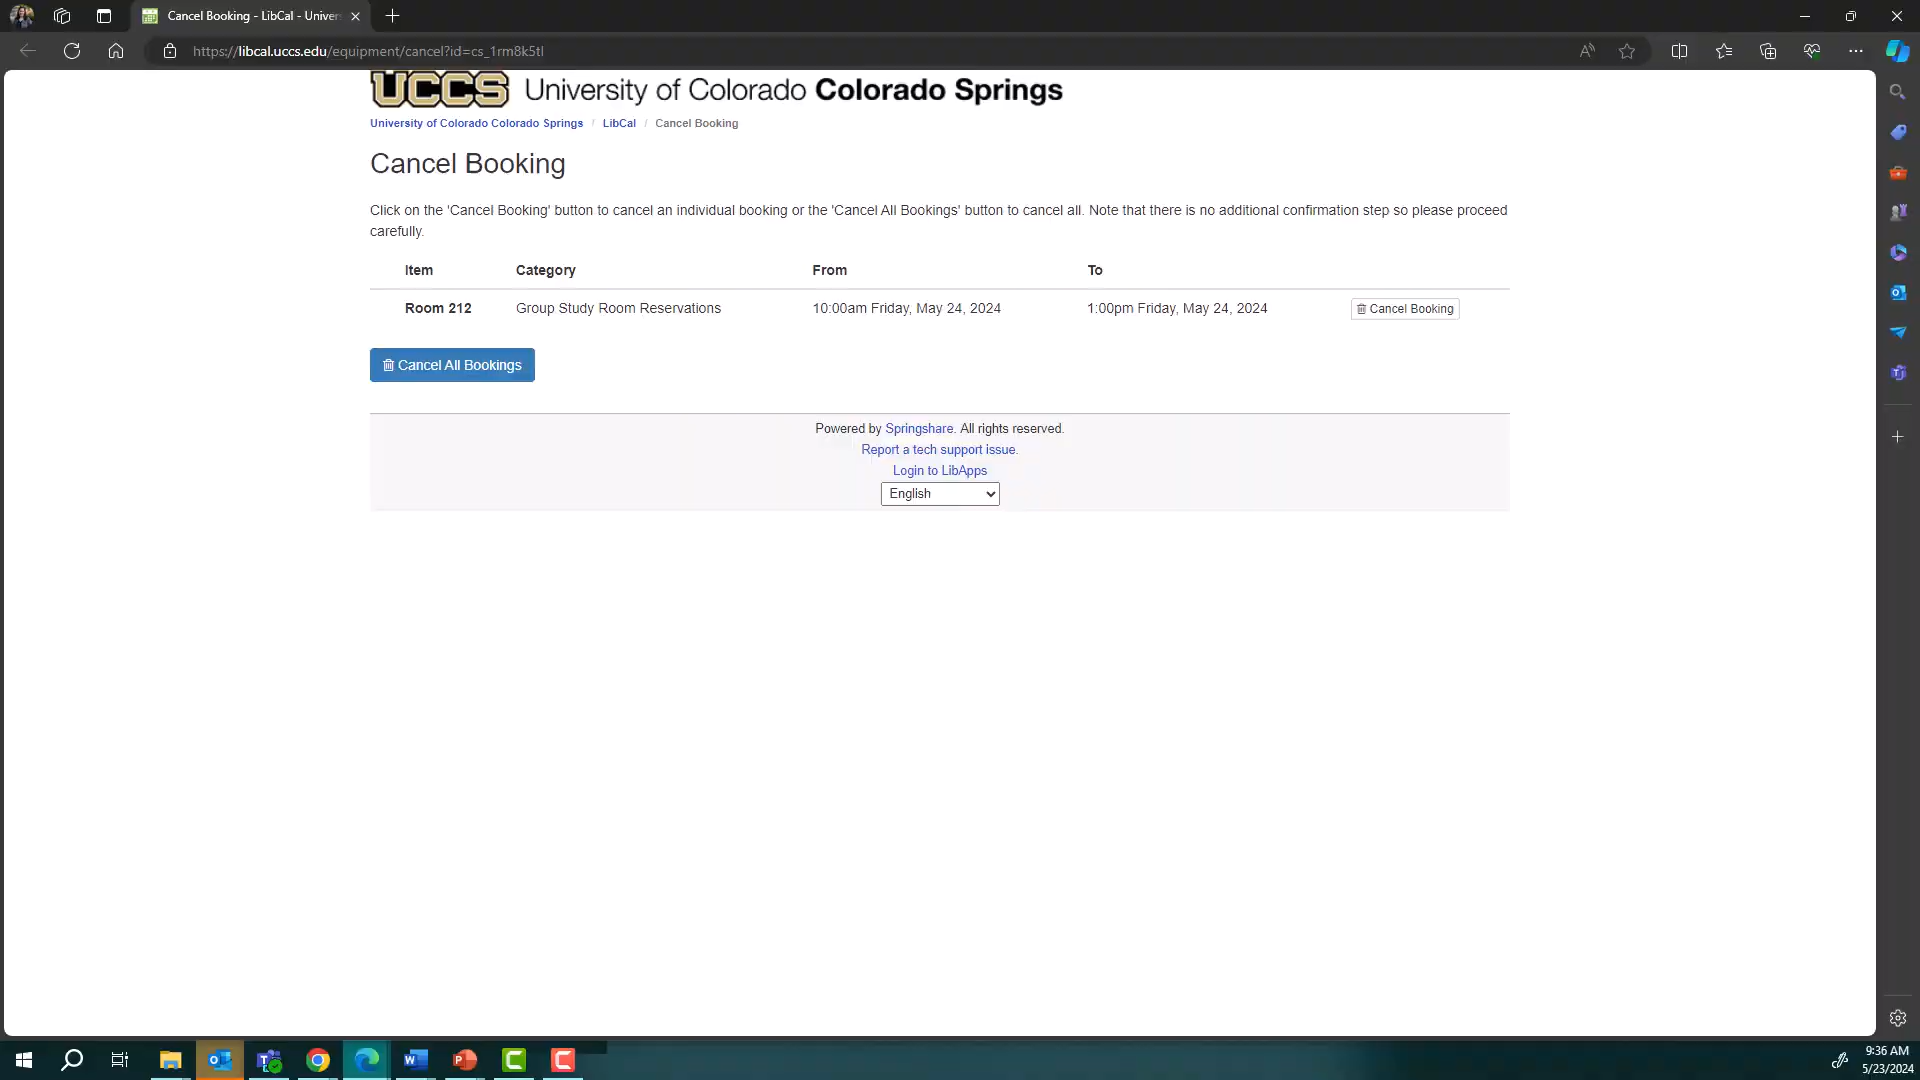 Cancel Booking - LibCal - Univer
https://libcal.uccs.edu/equipment/cancel?id=cs_1rm8k5tl
UCCS University of Colorado Colorado Springs
University of Colorado Colorado Springs / LibCal / Cancel Booking
Cancel Booking
Click on the 'Cancel Booking' button to cancel an individual booking or the 'Cancel All Bookings' button to cancel all. Note that there is no additional confirmation step so please proceed
carefully.
Item Category From To
Room 212 Group Study Room Reservations 10:00am Friday, May 24, 2024 1:00pm Friday, May 24, 2024 Cancel Booking
Cancel All Bookings
Powered by Springshare. All rights reserved.
Report a tech support issue.
Login to LibApps
English
9:36 AM
5/23/2024